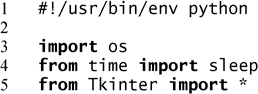 1 #!/usr/bin/env python
2
3 import os
4 from time import sleep
5 from Tkinter import *